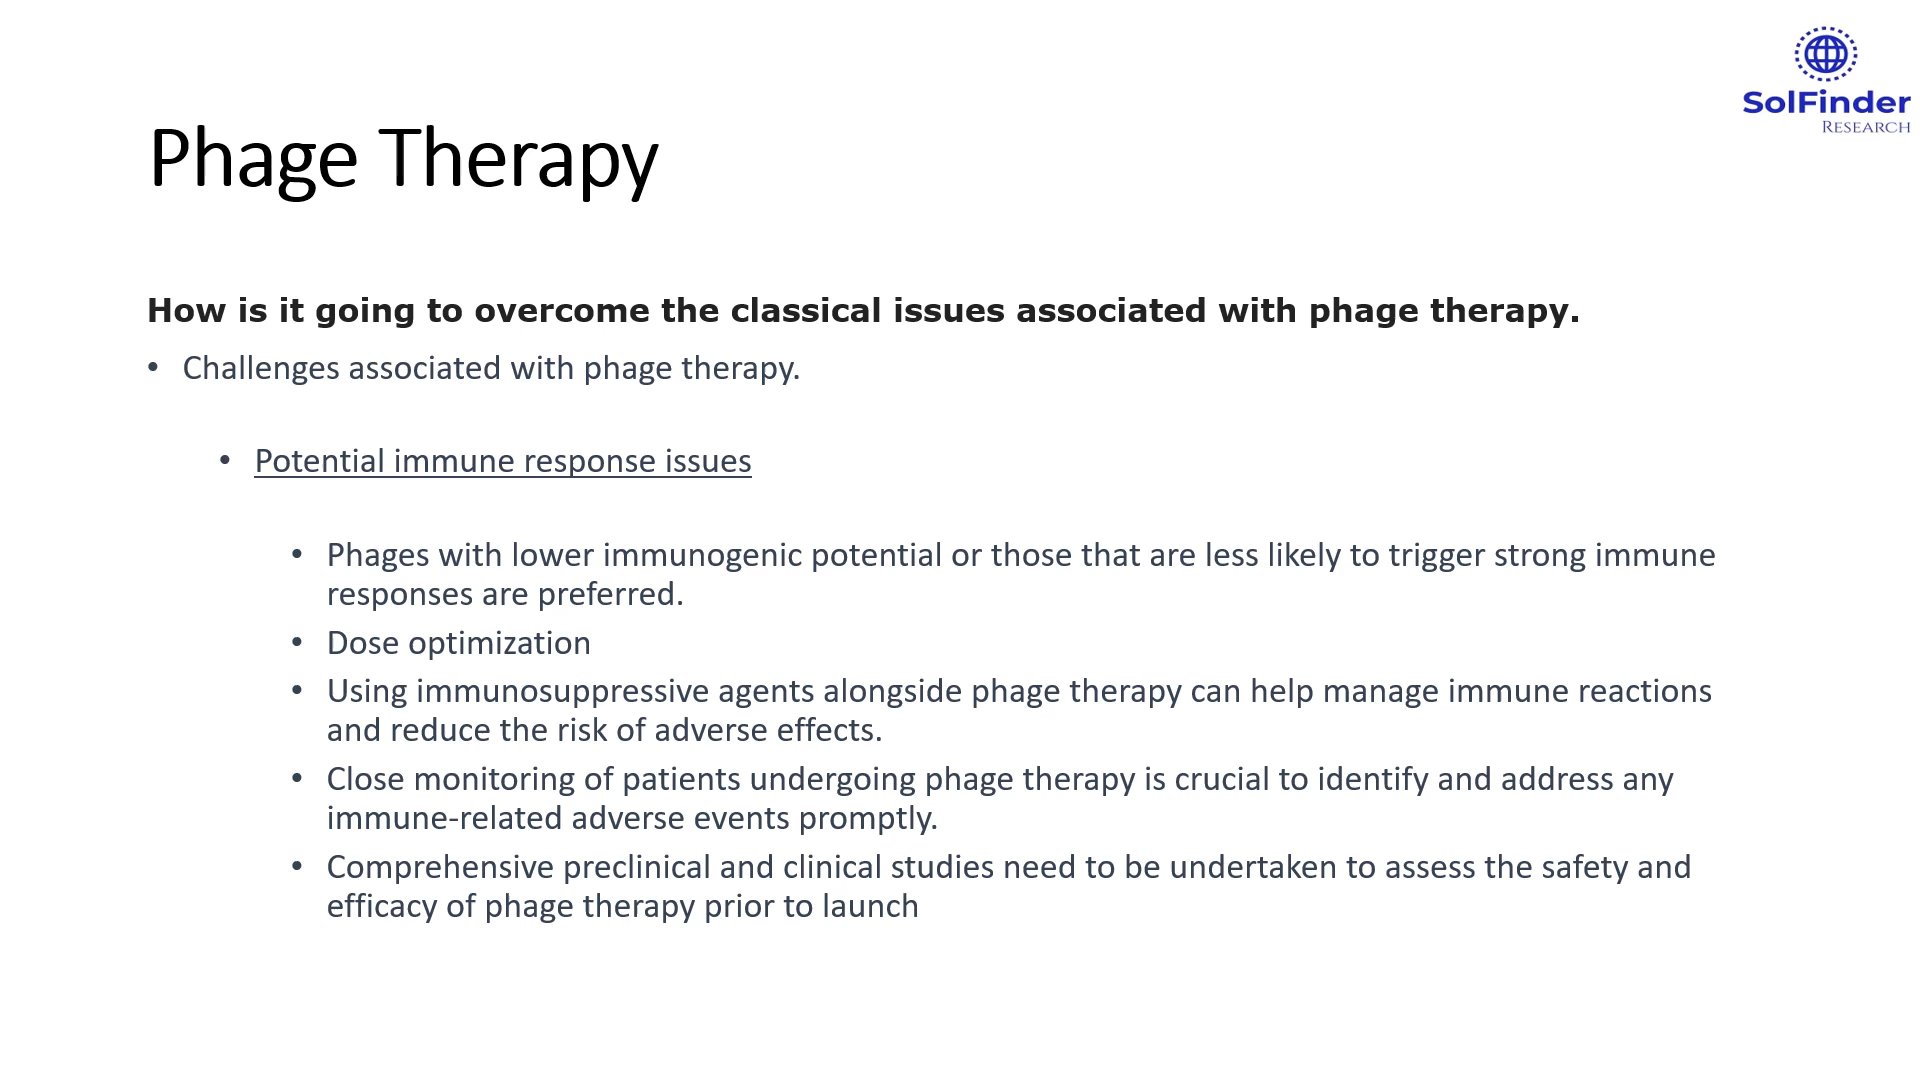 SolFinder
RESEARCH
Phage Therapy
How is it going to overcome the classical issues associated with phage therapy.
• Challenges associated with phage therapy.
• Potential immune response issues
• Phages with lower immunogenic potential or those that are less likely to trigger strong immune
responses are preferred.
• Dose optimization
• Using immunosuppressive agents alongside phage therapy can help manage immune reactions
and reduce the risk of adverse effects.
• Close monitoring of patients undergoing phage therapy is crucial to identify and address any
immune-related adverse events promptly.
• Comprehensive preclinical and clinical studies need to be undertaken to assess the safety and
efficacy of phage therapy prior to launch